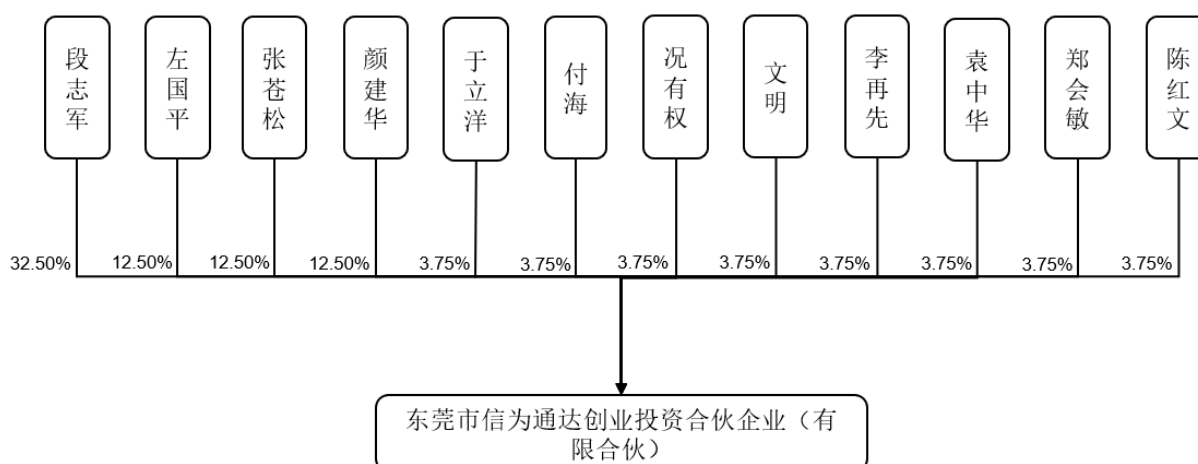 段志军
左国平
张苍松
颜建华
于立洋
付海
况有权
文明
李再先
袁中华
郑会敏
陈红文
32.50%
12.50%
12.50%
12.50%
3.75%
3.75%
3.75%
3.75%
3.75%
3.75%
3.75%
3.75%
东莞市信为通达创业投资合伙企业（有
限合伙）